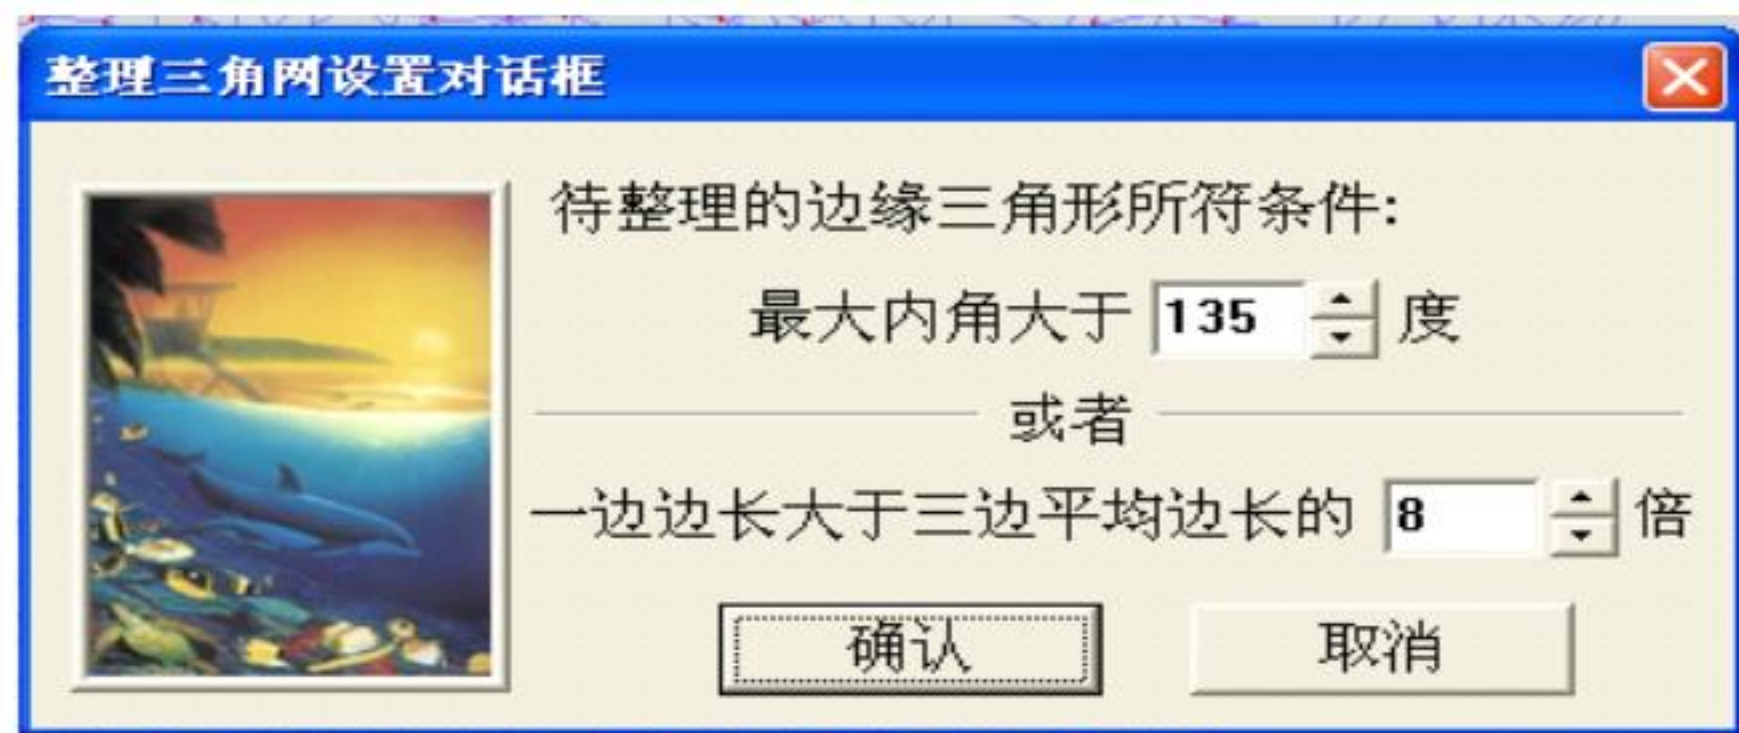 整理三角网设置对话框
待整理的边缘三角形所符条件:
最大内角大于 135 度
或者
一边边长大于三边平均边长的 8 倍
确认 取消